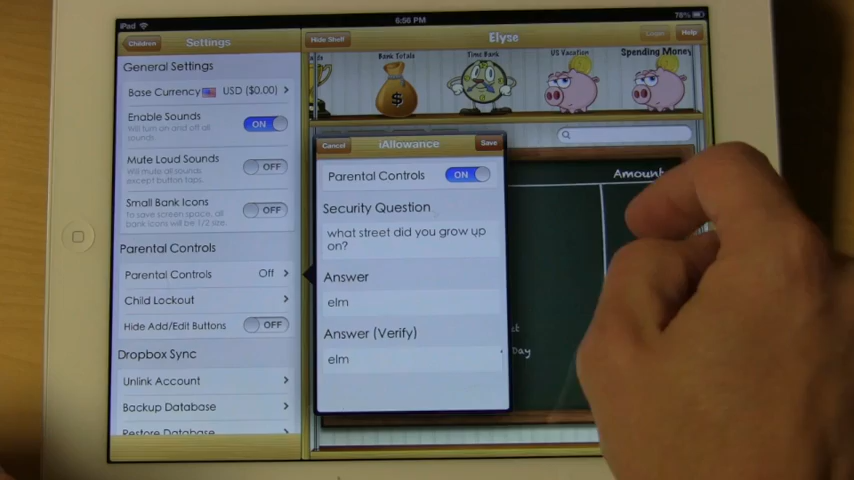 iPad
6:56 PM
78%
Children
Settings
Hide Shelf
Elyse
Login
Help
General Settings
Base Currency USD ($0.00)
Enable Sounds
ON
Will turn on and off all
sounds.
Mute Loud Sounds
OFF
Will mute all sounds
except button taps.
Small Bank Icons
OFF
To save screen space, all
bank icons will be 1/2 size.
Parental Controls
Parental Controls Off
Child Lockout
Hide Add/Edit Buttons OFF
Dropbox Sync
Unlink Account
Backup Database
Restore Database
Bank Totals
Time Bank
US Vacation
Spending Money
$
Cancel
iAllowance
Save
Parental Controls ON
Security Question
what street did you grow up
on?
Answer
elm
Answer (Verify)
elm
Amount
Day